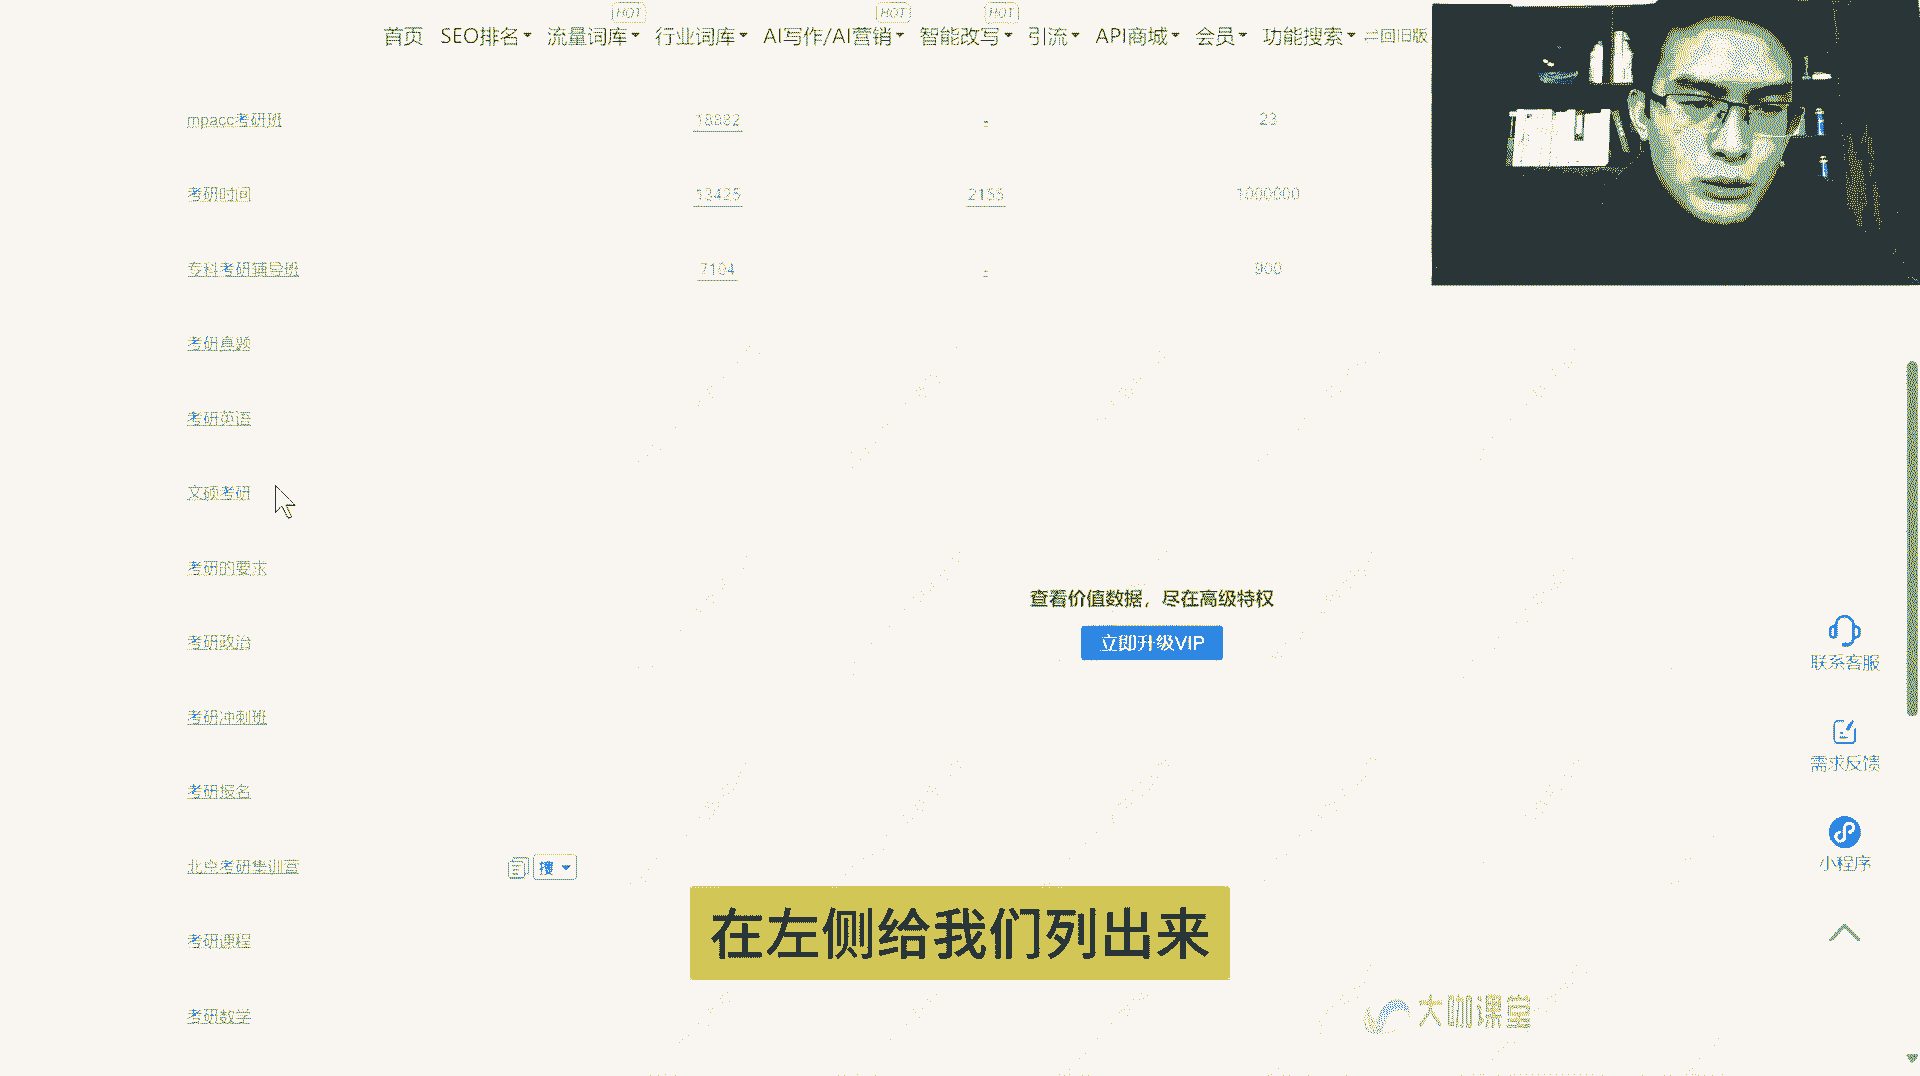 HOT HOT HOT
首页 SEO排名 流量词库 行业词库 AI写作/AI营销 智能改写 引流 API商城 会员 功能搜索 回旧版
mpacc考研班 18882 - 23
考研时间 13425 2155 1000000
专科考研辅导班 7104 - 900
考研真题
考研英语
文硕考研
考研的要求
查看价值数据，尽在高级特权
考研政治 立即升级VIP
联系客服
考研冲刺班
需求反馈
考研报名
小程序
北京考研集训营 搜
在左侧给我们列出来
考研课程
大咖课堂
考研数学